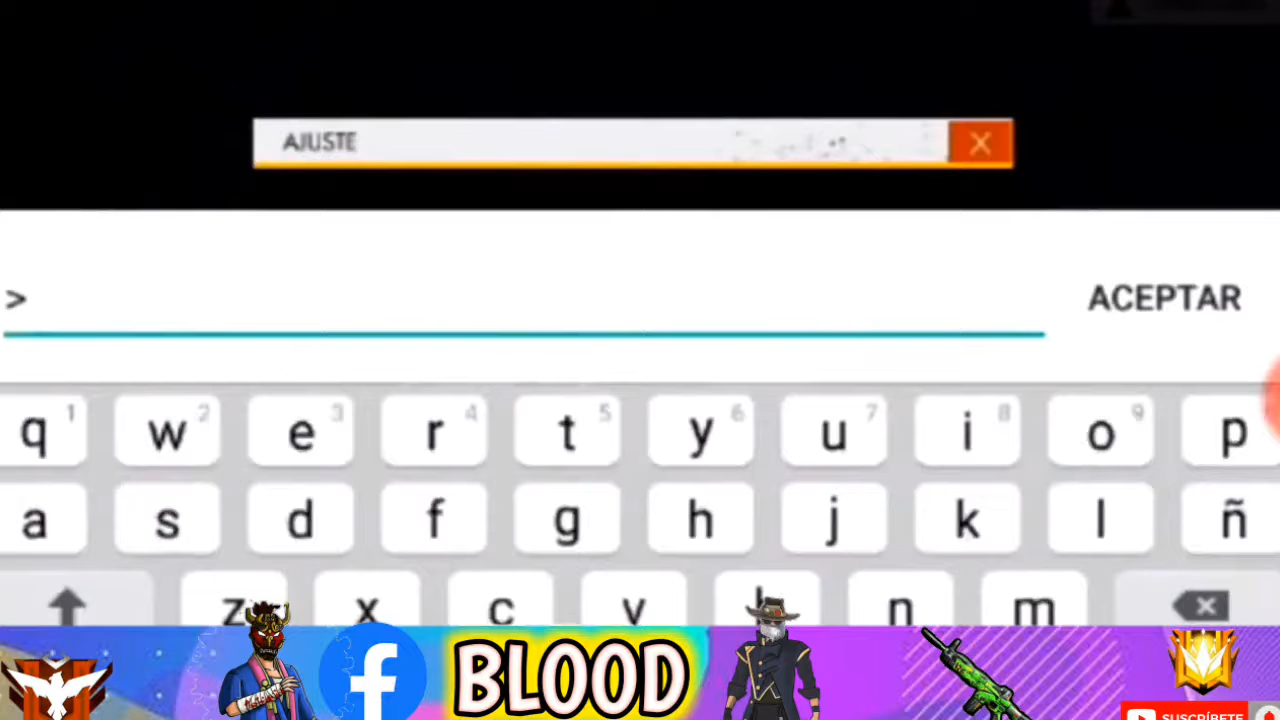 AJUSTE X
>
ACEPTAR
q 1 w 2 e 3 r 4 t 5 y 6 u 7 i 8 o 9 p
a s d f g h j k l ñ
z x c v b n m
f BLOOD
SUSCRÍBETE